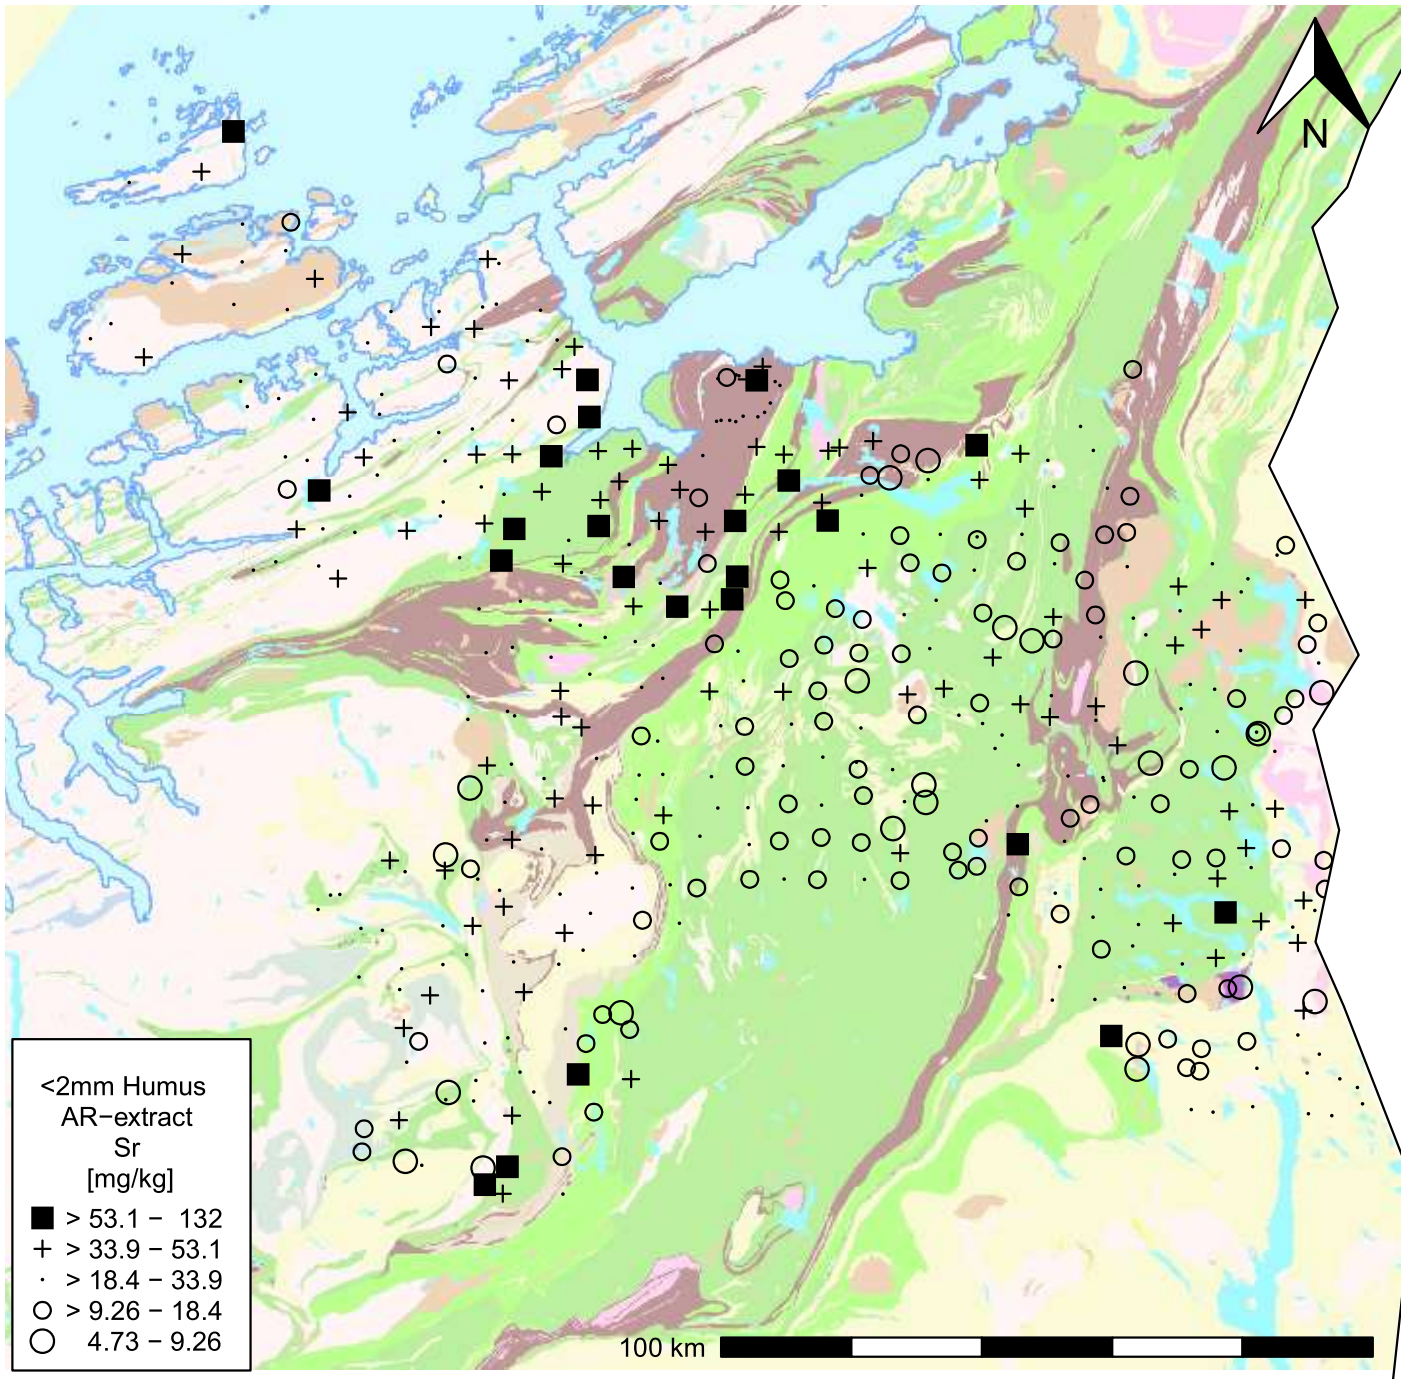 N
<2mm Humus
AR−extract
Sr
[mg/kg]
> 53.1 − 132
> 33.9 − 53.1
> 18.4 − 33.9
> 9.26 − 18.4
4.73 − 9.26
100 km